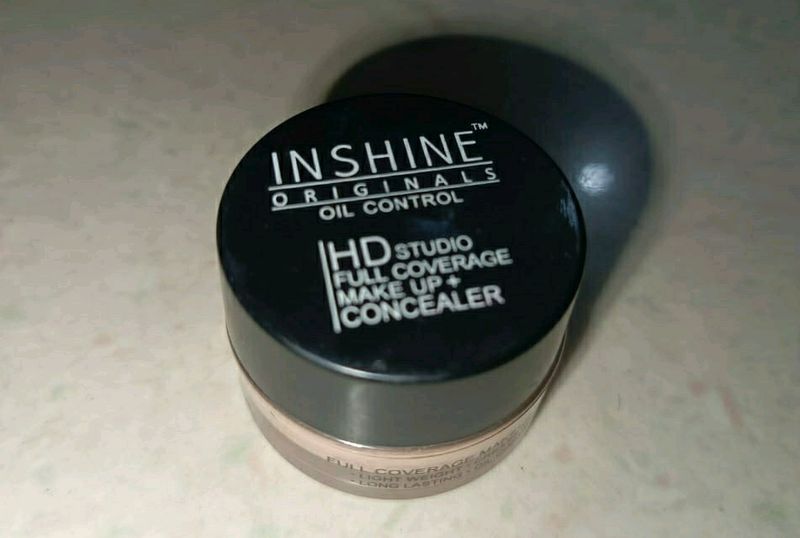 INSHINE™
ORIGINALS
OIL CONTROL
HD STUDIO
FULL COVERAGE
MAKE UP +
CONCEALER
FULL COVERAGE
• LIGHT WEIGHT •
• LONG LASTING •